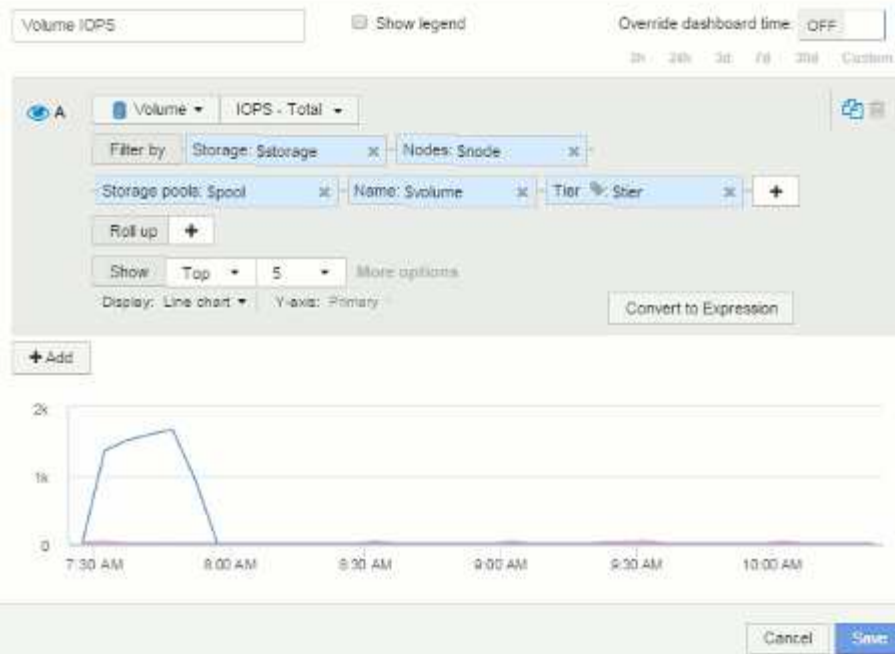 Volume IOPS
Show legend
Override dashboard time: OFF
3h 24h 3d 7d 30d Custom
A Volume IOPS - Total
Filter by Storage: $storage Nodes: $node
Storage pools: $pool Name: $volume Tier $tier +
Roll up +
Show Top 5 More options
Display: Line chart Y-axis: Primary
Convert to Expression
+ Add
2k
1k
0
7:30 AM 8:00 AM 8:30 AM 9:00 AM 9:30 AM 10:00 AM
Cancel Save